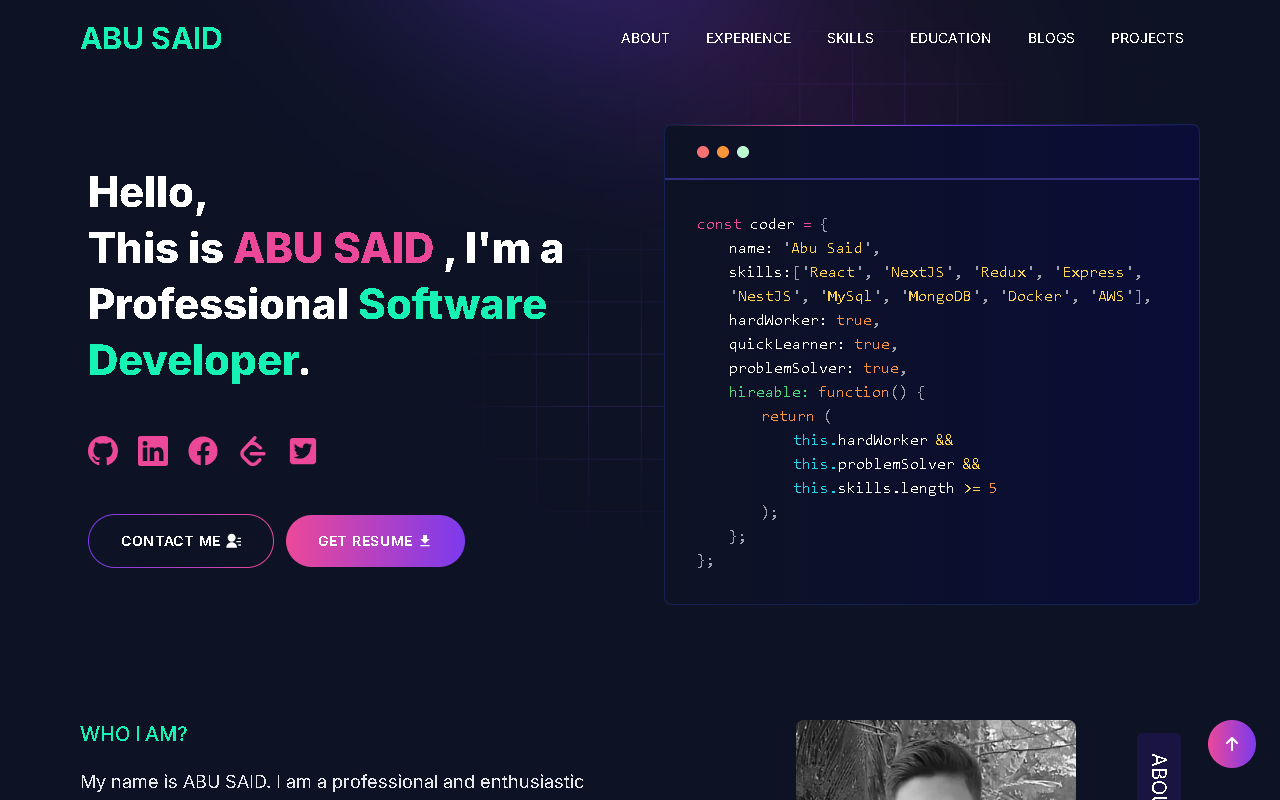 ABU SAID
ABOUT EXPERIENCE SKILLS EDUCATION BLOGS PROJECTS
Hello,
This is ABU SAID , I'm a
Professional Software
Developer.
CONTACT ME
GET RESUME
const coder = {
name: 'Abu Said',
skills:['React', 'NextJS', 'Redux', 'Express',
'NestJS', 'MySql', 'MongoDB', 'Docker', 'AWS'],
hardWorker: true,
quickLearner: true,
problemSolver: true,
hireable: function() {
return (
this.hardWorker &&
this.problemSolver &&
this.skills.length >= 5
);
};
};
WHO I AM?
My name is ABU SAID. I am a professional and enthusiastic